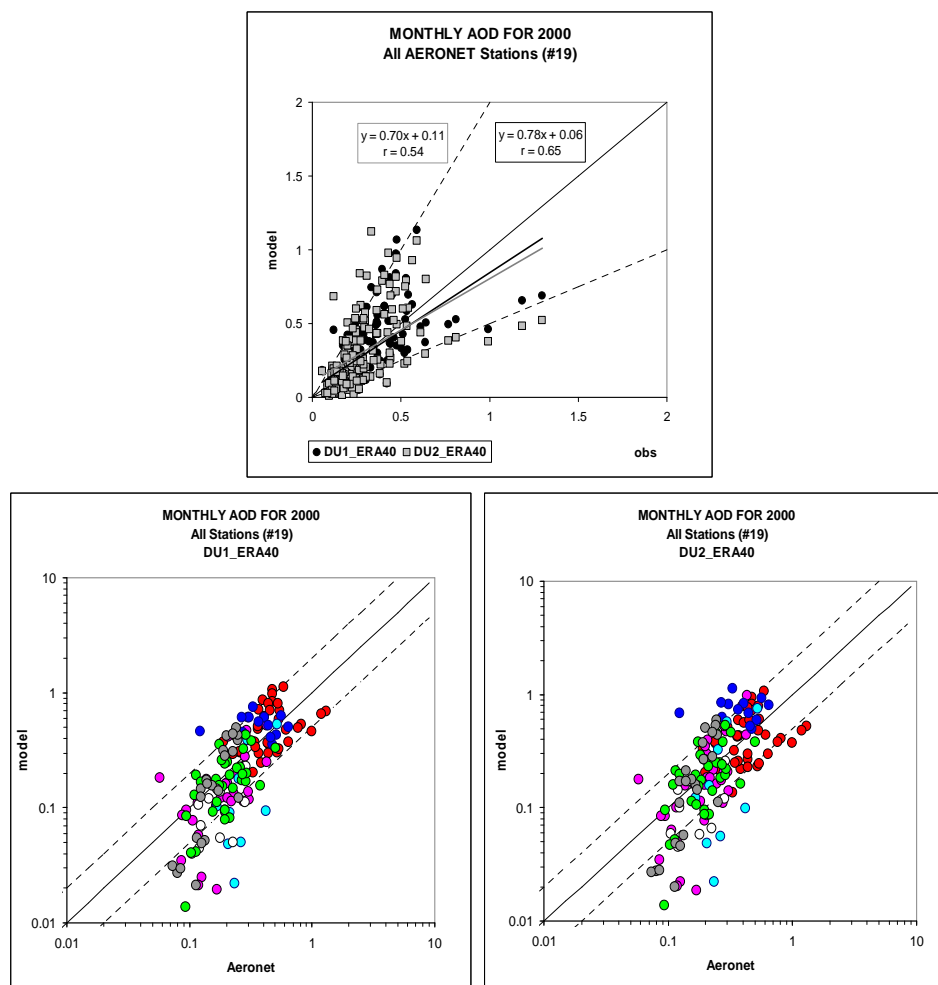 MONTHLY AOD FOR 2000
All AERONET Stations (#19)
2
y = 0.70x + 0.11
r = 0.54
y = 0.78x + 0.06
r = 0.65
1.5
model
1
0.5
0
0
0.5
1
1.5
2
DU1_ERA40
DU2_ERA40
obs
MONTHLY AOD FOR 2000
All Stations (#19)
DU1_ERA40
10
1
model
0.1
0.01
0.01
0.1
1
10
Aeronet
MONTHLY AOD FOR 2000
All Stations (#19)
DU2_ERA40
10
1
model
0.1
0.01
0.01
0.1
1
10
Aeronet